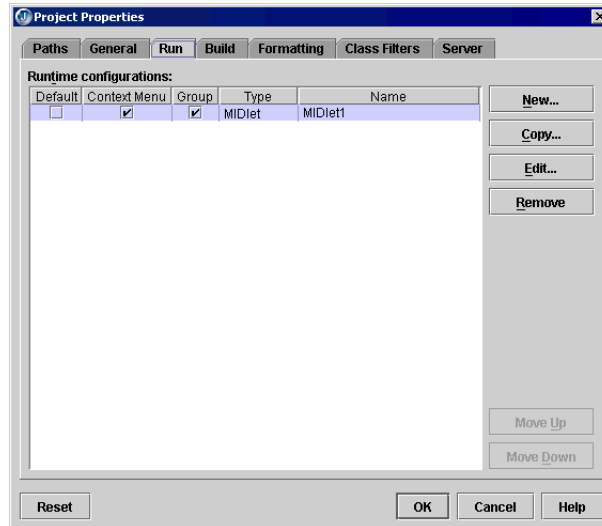 Project Properties
Paths General Run Build Formatting Class Filters Server
Runtime configurations:
Default Context Menu Group Type Name
MIDlet MIDlet1
New...
Copy...
Edit...
Remove
Move Up
Move Down
Reset OK Cancel Help